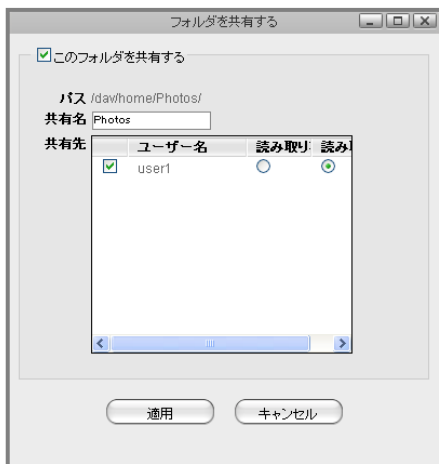 フォルダを共有する
このフォルダを共有する
パス /dav/home/Photos/
共有名 Photos
共有先
ユーザー名 読み取り 読み
user1
適用 キャンセル